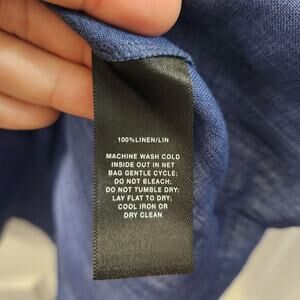 100%LINEN/LIN
MACHINE WASH COLD
INSIDE OUT IN NET
BAG GENTLE CYCLE;
DO NOT BLEACH;
DO NOT TUMBLE DRY;
LAY FLAT TO DRY;
COOL IRON OR
DRY CLEAN